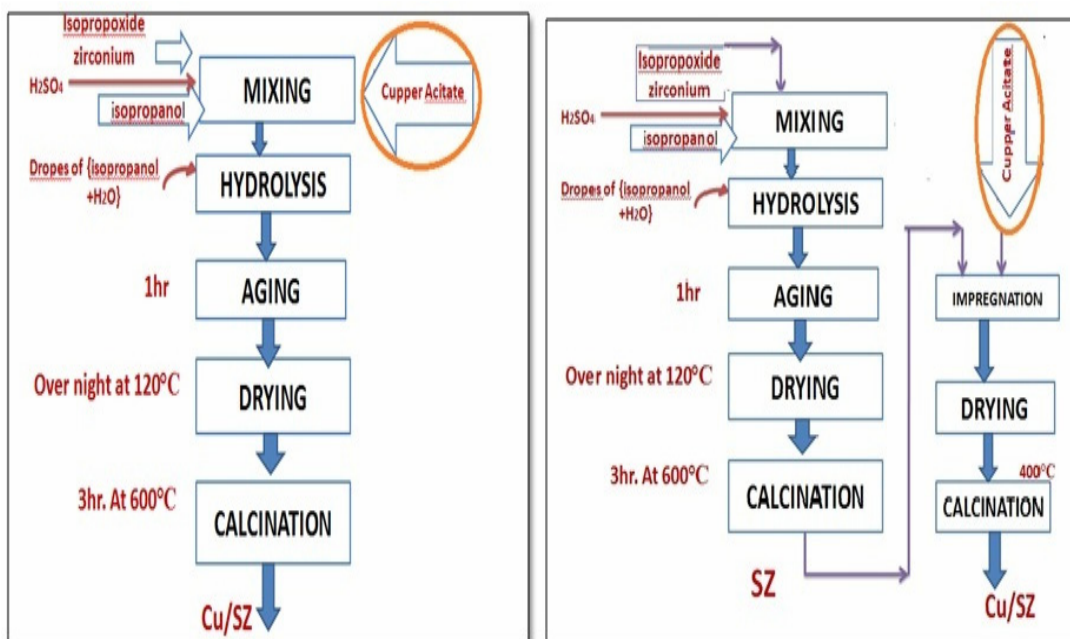 Isopropoxide
zirconium
H₂SO₄
isopropanol
MIXING
Cupper Acitate
Dropes of {isopropanol
+H2O}
HYDROLYSIS
1hr
AGING
Over night at 120°C
DRYING
3hr. At 600°C
CALCINATION
Cu/SZ
Isopropoxide
zirconium
H₂SO₄
isopropanol
MIXING
Cupper Acitate
Dropes of {isopropanol
+H2O}
HYDROLYSIS
1hr
AGING
IMPREGNATION
Over night at 120°C
DRYING
DRYING
3hr. At 600°C
CALCINATION
400°C
CALCINATION
SZ
Cu/SZ